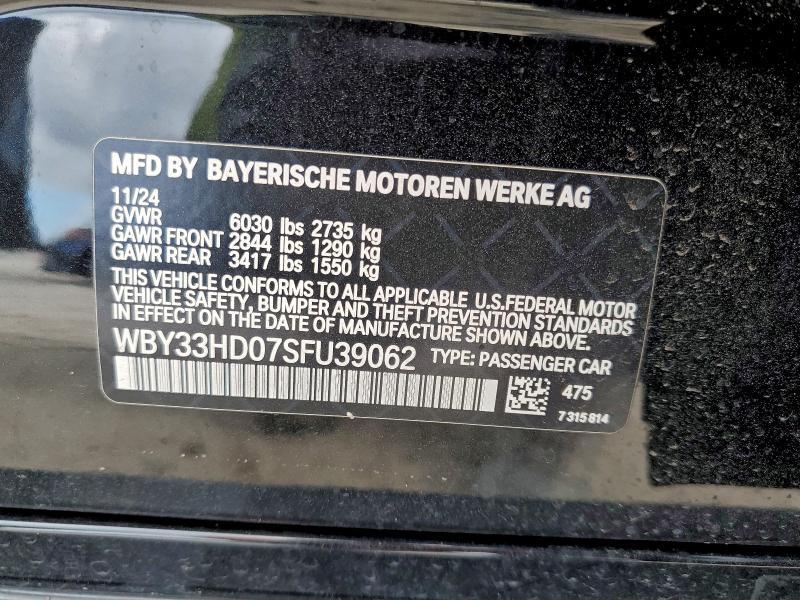 MFD BY BAYERISCHE MOTOREN WERKE AG
11/24
GVWR 6030 lbs 2735 kg
GAWR FRONT 2844 lbs 1290 kg
GAWR REAR 3417 lbs 1550 kg
THIS VEHICLE CONFORMS TO ALL APPLICABLE U.S.FEDERAL MOTOR
VEHICLE SAFETY, BUMPER AND THEFT PREVENTION STANDARDS
IN EFFECT ON THE DATE OF MANUFACTURE SHOWN ABOVE.
WBY33HD07SFU39062 TYPE: PASSENGER CAR
475
7315814